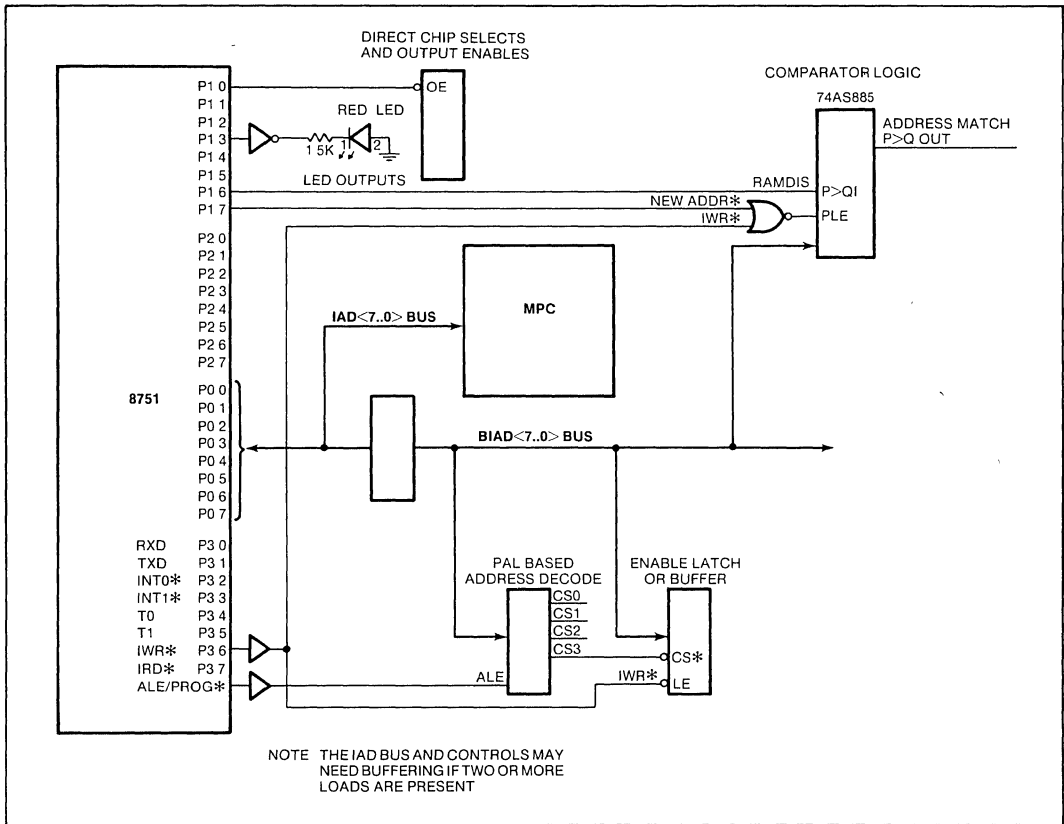 DIRECT CHIP SELECTS
AND OUTPUT ENABLES
OE
RED LED
1 5K
1
2
LED OUTPUTS
COMPARATOR LOGIC
74AS885
ADDRESS MATCH
P>Q OUT
RAMDIS
P>QI
NEW ADDR*
IWR*
PLE
P1 0
P1 1
P1 2
P1 3
P1 4
P1 5
P1 6
P1 7
P2 0
P2 1
P2 2
P2 3
P2 4
P2 5
P2 6
P2 7
8751
P0 0
P0 1
P0 2
P0 3
P0 4
P0 5
P0 6
P0 7
RXD P3 0
TXD P3 1
INT0* P3 2
INT1* P3 3
T0 P3 4
T1 P3 5
IWR* P3 6
IRD* P3 7
ALE/PROG*
IAD<7..0> BUS
MPC
BIAD<7..0> BUS
PAL BASED
ADDRESS DECODE
CS0
CS1
CS2
CS3
ALE
ENABLE LATCH
OR BUFFER
CS*
IWR*
LE
NOTE THE IAD BUS AND CONTROLS MAY
NEED BUFFERING IF TWO OR MORE
LOADS ARE PRESENT